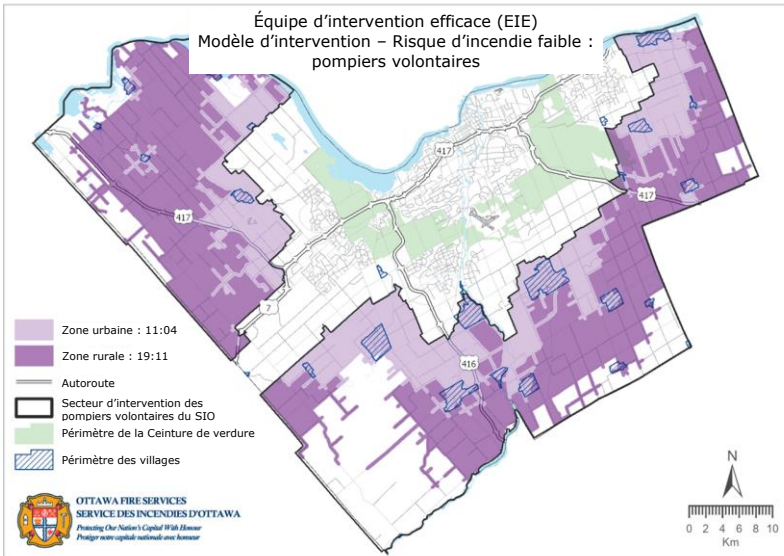 Équipe d'intervention efficace (EIE)
Modèle d'intervention – Risque d'incendie faible :
pompiers volontaires
417
417
417
7
416
Zone urbaine : 11:04
Zone rurale : 19:11
Autoroute
Secteur d'intervention des
pompiers volontaires du SIO
Périmètre de la Ceinture de verdure
Périmètre des villages
OTTAWA FIRE SERVICES
SERVICE DES INCENDIES D'OTTAWA
Protecting Our Nation's Capital With Honour
Protéger notre capitale nationale avec honneur
N
0 2 4 6 8 10
Km